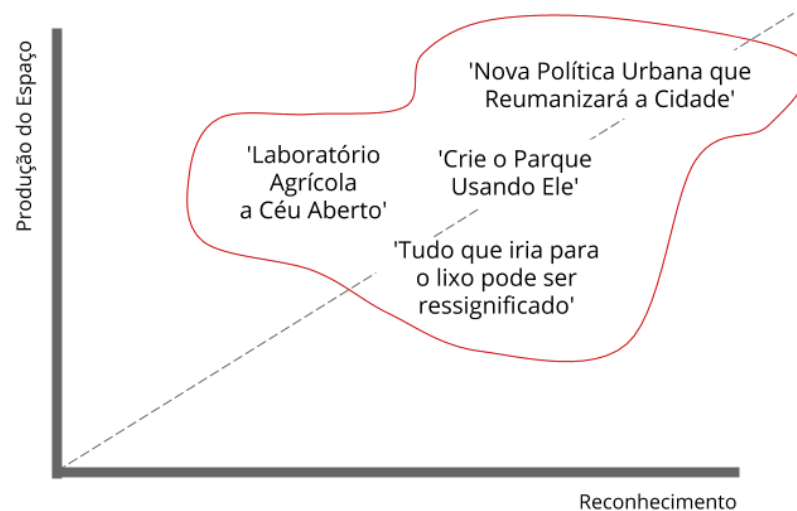 Produção do Espaço
'Nova Política Urbana que
Reumanizará a Cidade'
'Laboratório
Agrícola
a Céu Aberto'
'Crie o Parque
Usando Ele'
'Tudo que iria para
o lixo pode ser
ressignificado'
Reconhecimento